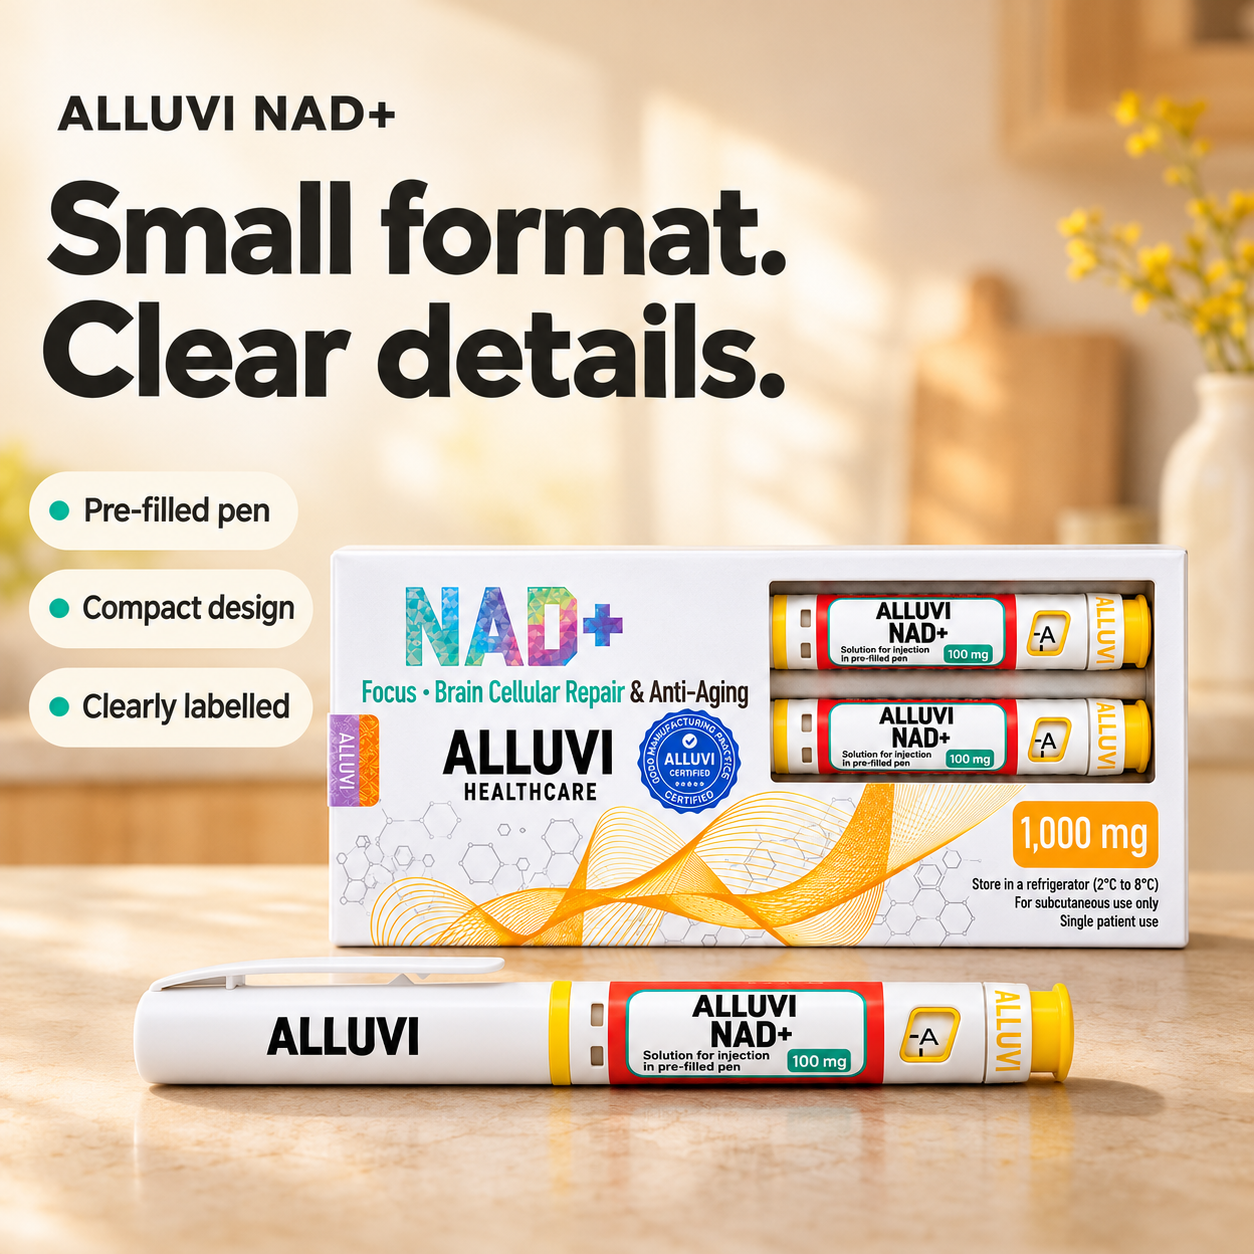 ALLUVI NAD+
Small format.
Clear details.
Pre-filled pen
Compact design
Clearly labelled
NAD+
Focus • Brain Cellular Repair & Anti-Aging
ALLUVI
ALLUVI
HEALTHCARE
GOOD MANUFACTURING PRACTICE
ALLUVI
CERTIFIED
CERTIFIED
ALLUVI
NAD+
Solution for injection
in pre-filled pen
100 mg
-A
ALLUVI
ALLUVI
NAD+
Solution for injection
in pre-filled pen
100 mg
-A
ALLUVI
1,000 mg
Store in a refrigerator (2°C to 8°C)
For subcutaneous use only
Single patient use
ALLUVI
ALLUVI
NAD+
Solution for injection
in pre-filled pen
100 mg
-A
ALLUVI